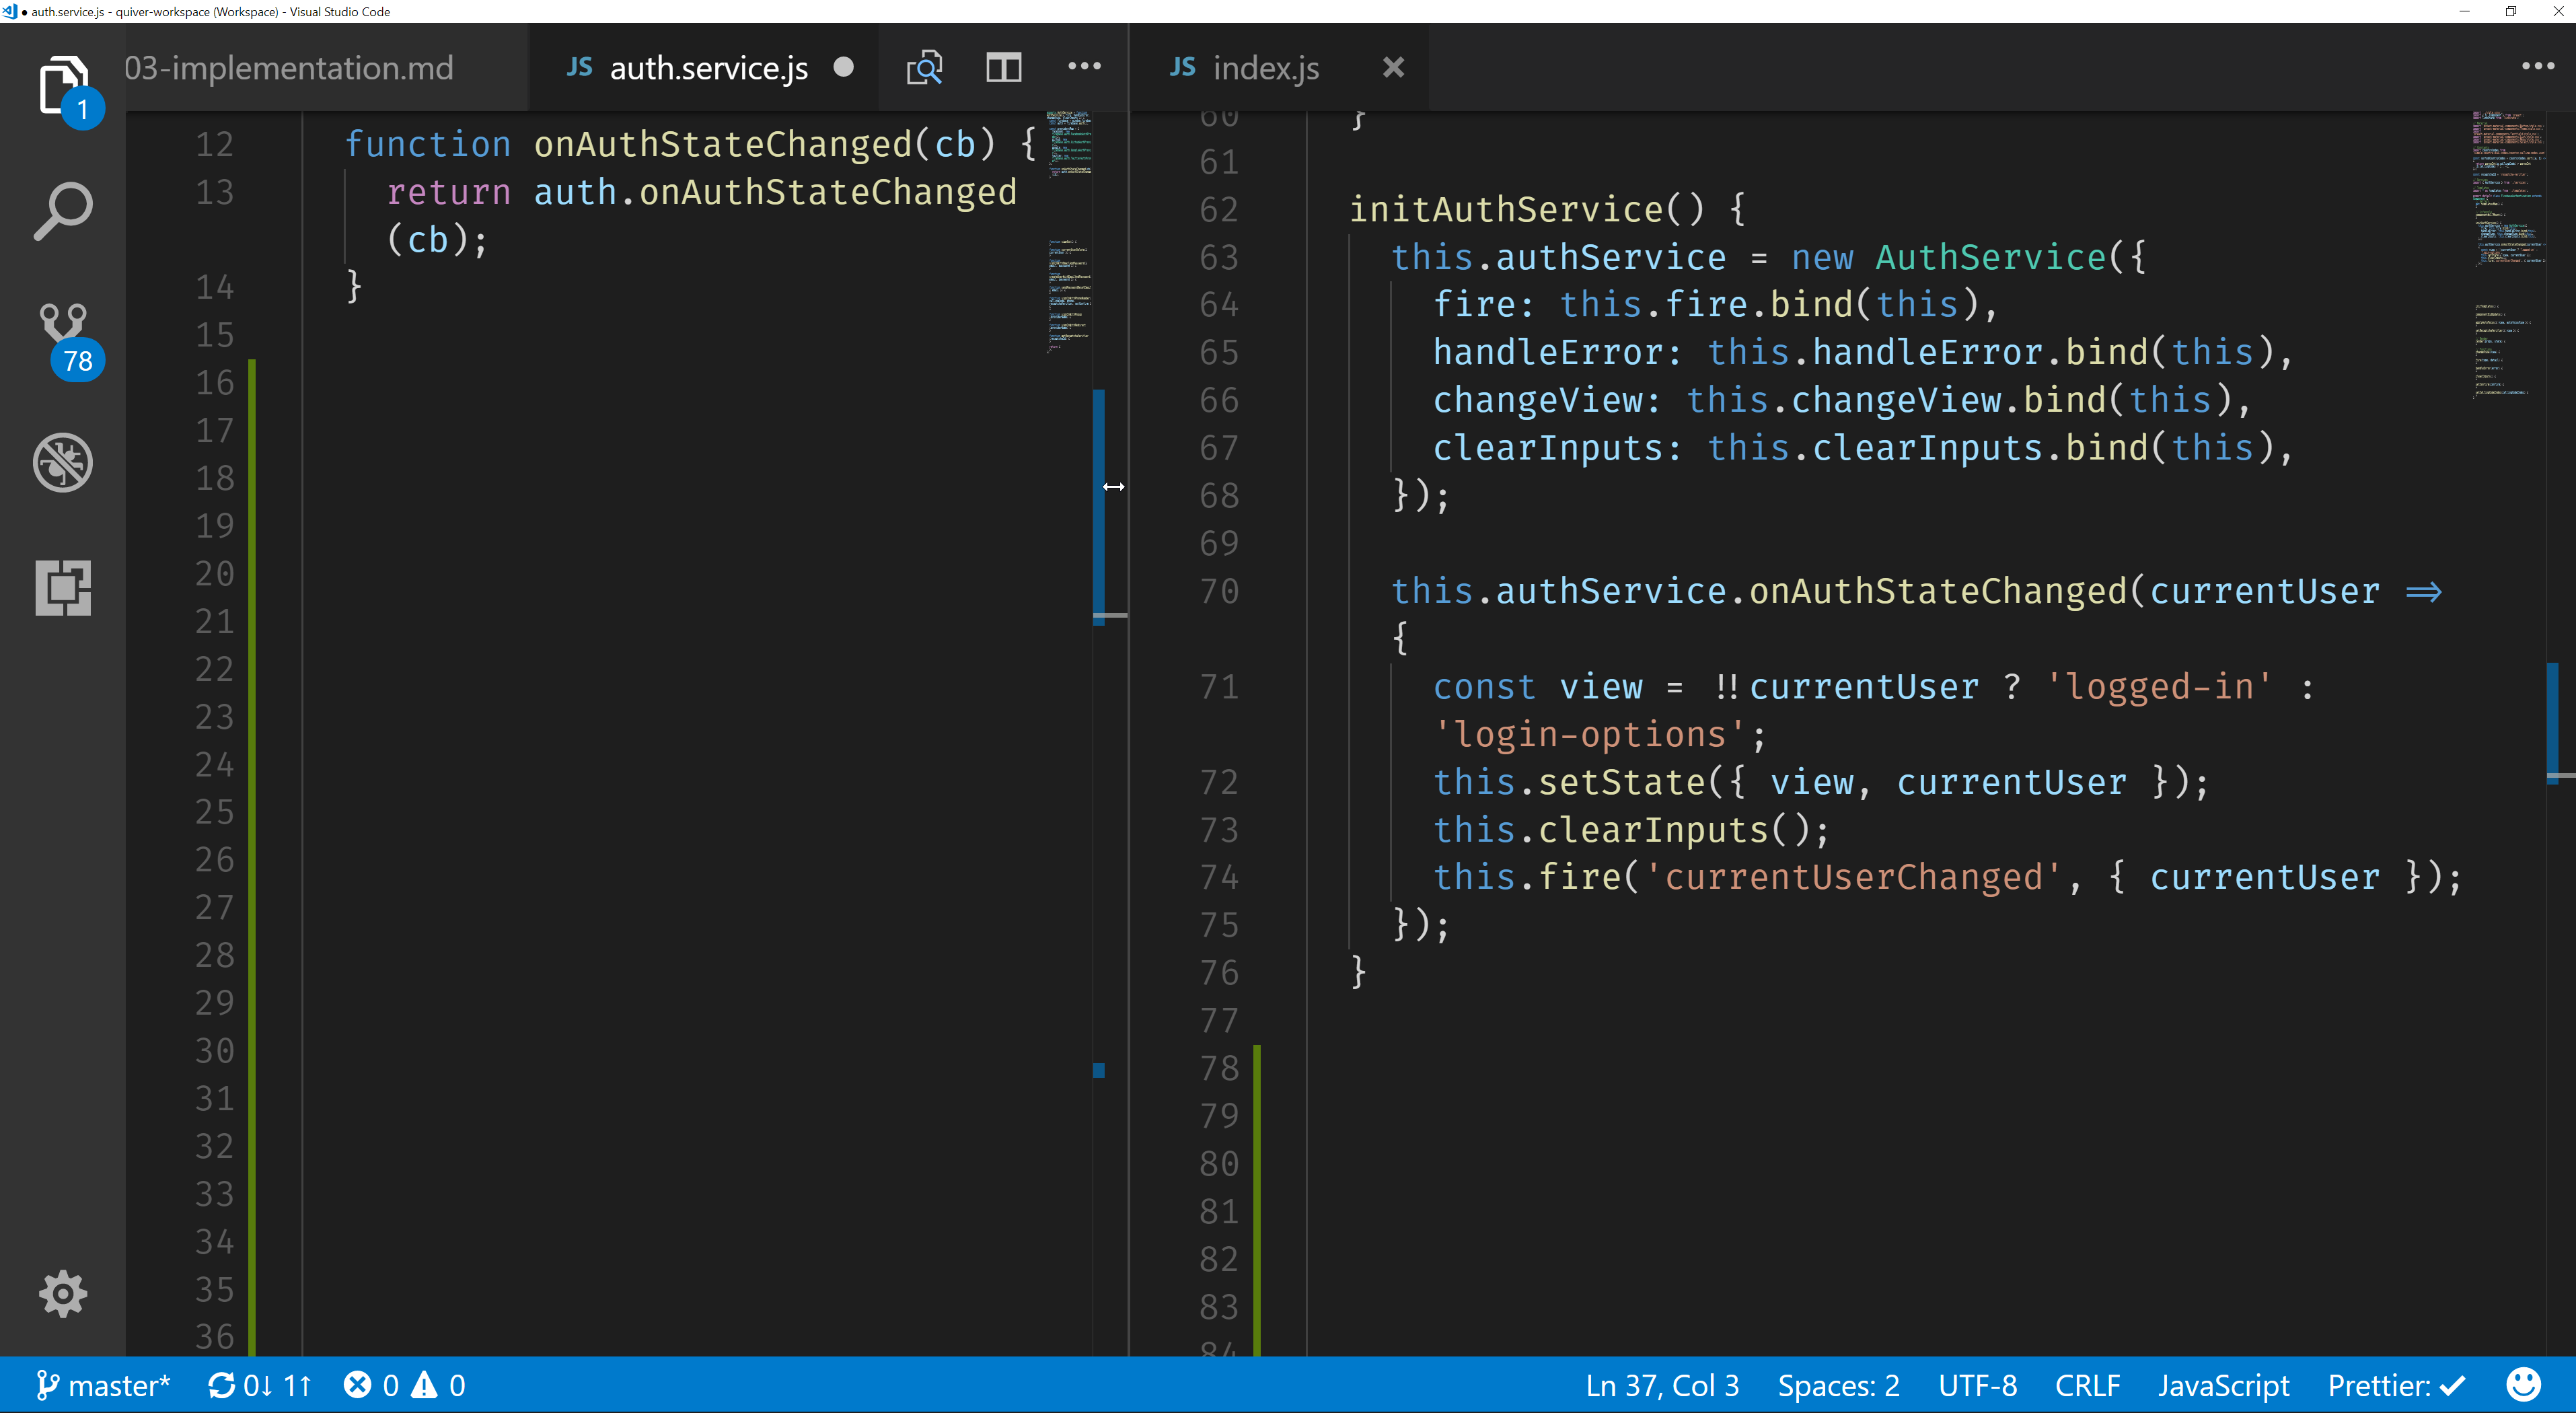 auth.service.js - quiver-workspace (Workspace) - Visual Studio Code
03-implementation.md
JS auth.service.js
JS index.js
1
78
12 function onAuthStateChanged(cb) {
13 return auth.onAuthStateChanged
(cb);
14 }
15
16
17
18
19
20
21
22
23
24
25
26
27
28
29
30
31
32
33
34
35
36
60 }
61
62 initAuthService() {
63 this.authService = new AuthService({
64 fire: this.fire.bind(this),
65 handleError: this.handleError.bind(this),
66 changeView: this.changeView.bind(this),
67 clearInputs: this.clearInputs.bind(this),
68 });
69
70 this.authService.onAuthStateChanged(currentUser =>
{
71 const view = !!currentUser ? 'logged-in' :
'login-options';
72 this.setState({ view, currentUser });
73 this.clearInputs();
74 this.fire('currentUserChanged', { currentUser });
75 });
76 }
77
78
79
80
81
82
83
84
master* 0↓ 1↑ 0 0 Ln 37, Col 3 Spaces: 2 UTF-8 CRLF JavaScript Prettier: ✓